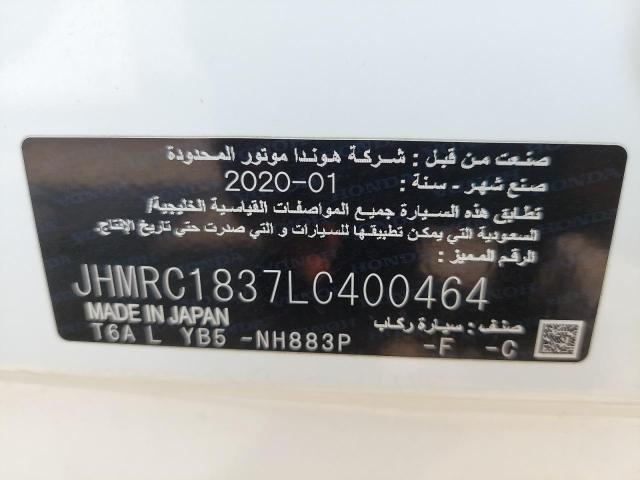 صنعت من قبل : شركة هوندا موتور المحدودة
صنع شهر - سنة : 2020-01
تطابق هذه السيارة جميع المواصفات القياسية الخليجية/
السعودية التي يمكن تطبيقها للسيارات و التي صدرت حتي تاريخ الإنتاج.
الرقم المميز :
JHMRC1837LC400464
MADE IN JAPAN صنف : سيارة ركاب
T6A L YB5 -NH883P -F -C